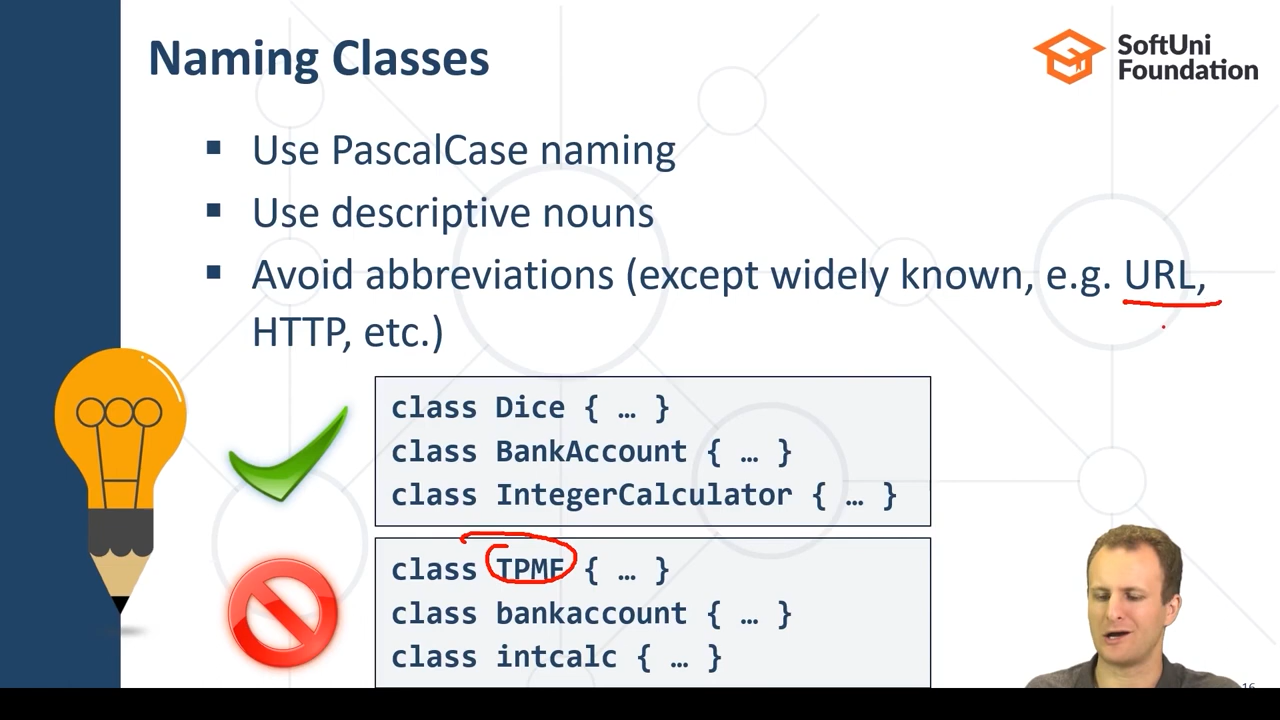 Naming Classes
SoftUni
Foundation
Use PascalCase naming
Use descriptive nouns
Avoid abbreviations (except widely known, e.g. URL,
HTTP, etc.)
class Dice { … }
class BankAccount { … }
class IntegerCalculator { … }
class TPMF { … }
class bankaccount { … }
class intcalc { … }
16